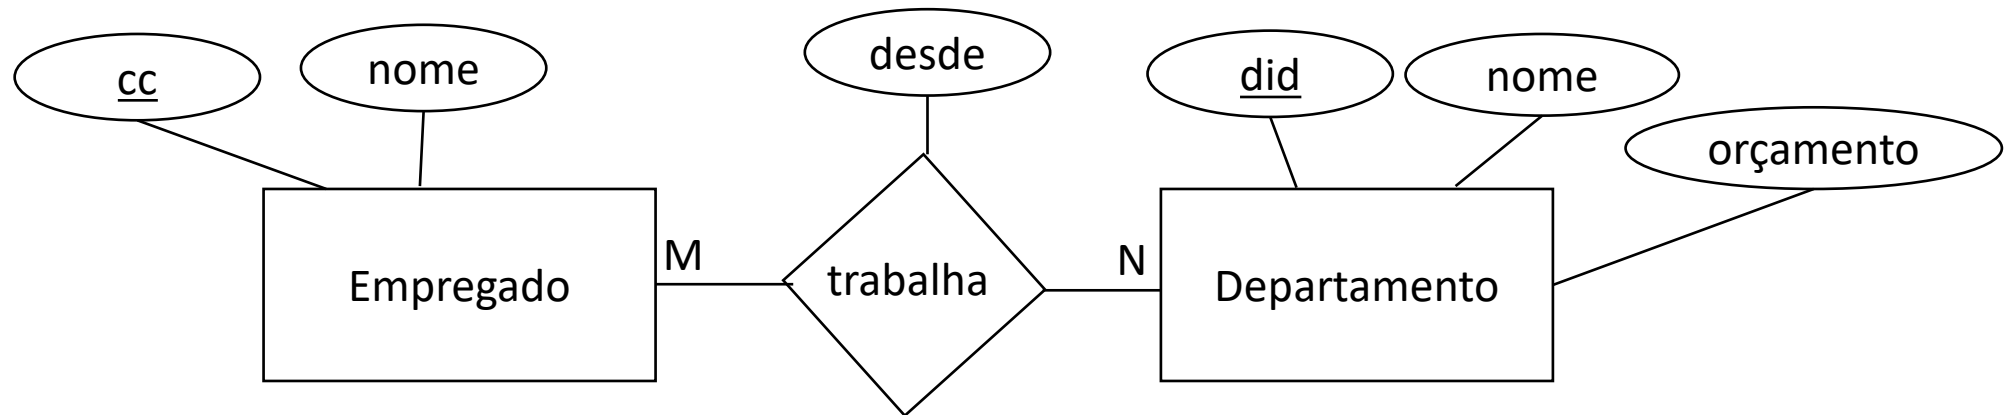 cc
nome
desde
did
nome
orçamento
Empregado
M
trabalha
N
Departamento